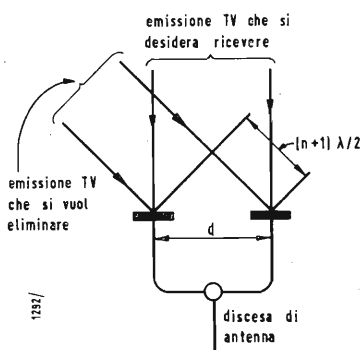 emissione TV che si
desidera ricevere
(n+1) λ/2
emissione TV
che si vuol
eliminare
d
discesa di
antenna
1292/